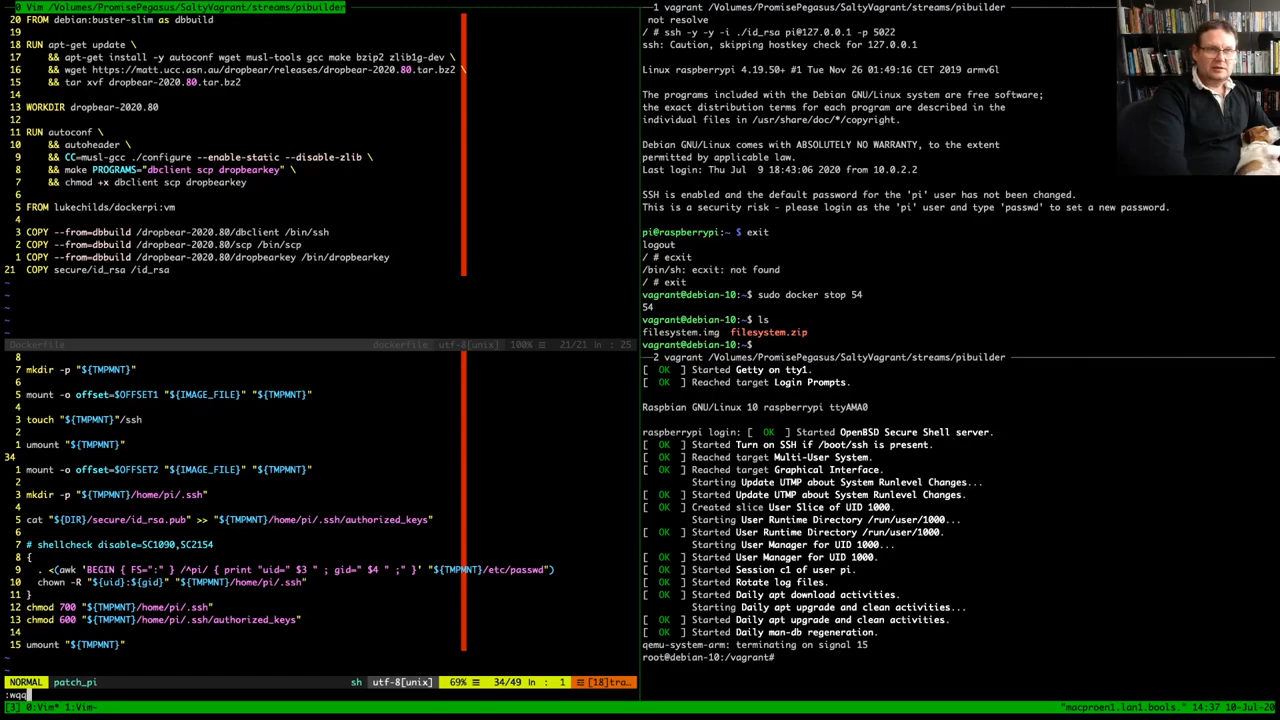 0 Vim /Volumes/PromisePegasus/SaltyVagrant/streams/pibuilder
20 FROM debian:buster-slim as dbbuild
19
18 RUN apt-get update \
17     && apt-get install -y autoconf wget musl-tools gcc make bzip2 zlib1g-dev \
16     && wget https://matt.ucc.asn.au/dropbear/releases/dropbear-2020.80.tar.bz2 \
15     && tar xvf dropbear-2020.80.tar.bz2
14
13 WORKDIR dropbear-2020.80
12
11 RUN autoconf \
10     && autoheader \
9     && CC=musl-gcc ./configure --enable-static --disable-zlib \
8     && make PROGRAMS="dbclient scp dropbearkey" \
7     && chmod +x dbclient scp dropbearkey
6
5 FROM lukechilds/dockerpi:vm
4
3 COPY --from=dbbuild /dropbear-2020.80/dbclient /bin/ssh
2 COPY --from=dbbuild /dropbear-2020.80/scp /bin/scp
1 COPY --from=dbbuild /dropbear-2020.80/dropbearkey /bin/dropbearkey
21 COPY secure/id_rsa /id_rsa
~
~
~
~
Dockerfile dockerfile utf-8[unix] 100% ☰ 21/21 ln : 25
8
7 mkdir -p "${TMPMNT}"
6
5 mount -o offset=$OFFSET1 "${IMAGE_FILE}" "${TMPMNT}"
4
3 touch "${TMPMNT}"/ssh
2
1 umount "${TMPMNT}"
34
1 mount -o offset=$OFFSET2 "${IMAGE_FILE}" "${TMPMNT}"
2
3 mkdir -p "${TMPMNT}/home/pi/.ssh"
4
5 cat "${DIR}/secure/id_rsa.pub" >> "${TMPMNT}/home/pi/.ssh/authorized_keys"
6
7 # shellcheck disable=SC1090,SC2154
8 {
9   . <(awk 'BEGIN { FS=":" } /^pi/ { print "uid=" $3 " ; gid=" $4 " ;" }' "${TMPMNT}/etc/passwd")
10   chown -R "${uid}:${gid}" "${TMPMNT}/home/pi/.ssh"
11 }
12 chmod 700 "${TMPMNT}/home/pi/.ssh"
13 chmod 600 "${TMPMNT}/home/pi/.ssh/authorized_keys"
14
15 umount "${TMPMNT}"
~
~
NORMAL patch_pi sh utf-8[unix] 69% ☰ 34/49 ln : 1 ☲ [18]tra…
:wqq
1 vagrant /Volumes/PromisePegasus/SaltyVagrant/streams/pibuilder
not resolve
/ # ssh -y -y -i ./id_rsa pi@127.0.0.1 -p 5022
ssh: Caution, skipping hostkey check for 127.0.0.1
Linux raspberrypi 4.19.50+ #1 Tue Nov 26 01:49:16 CET 2019 armv6l
The programs included with the Debian GNU/Linux system are free software;
the exact distribution terms for each program are described in the
individual files in /usr/share/doc/*/copyright.
Debian GNU/Linux comes with ABSOLUTELY NO WARRANTY, to the extent
permitted by applicable law.
Last login: Thu Jul  9 18:43:06 2020 from 10.0.2.2
SSH is enabled and the default password for the 'pi' user has not been changed.
This is a security risk - please login as the 'pi' user and type 'passwd' to set a new password.
pi@raspberrypi:~ $ exit
logout
/ # ecxit
/bin/sh: ecxit: not found
/ # exit
vagrant@debian-10:~$ sudo docker stop 54
54
vagrant@debian-10:~$ ls
filesystem.img  filesystem.zip
vagrant@debian-10:~$
2 vagrant /Volumes/PromisePegasus/SaltyVagrant/streams/pibuilder
[  OK  ] Started Getty on tty1.
[  OK  ] Reached target Login Prompts.
Raspbian GNU/Linux 10 raspberrypi ttyAMA0
raspberrypi login: [  OK  ] Started OpenBSD Secure Shell server.
[  OK  ] Started Turn on SSH if /boot/ssh is present.
[  OK  ] Reached target Multi-User System.
[  OK  ] Reached target Graphical Interface.
Starting Update UTMP about System Runlevel Changes...
[  OK  ] Started Update UTMP about System Runlevel Changes.
[  OK  ] Created slice User Slice of UID 1000.
Starting User Runtime Directory /run/user/1000...
[  OK  ] Started User Runtime Directory /run/user/1000.
Starting User Manager for UID 1000...
[  OK  ] Started User Manager for UID 1000.
[  OK  ] Started Session c1 of user pi.
[  OK  ] Started Rotate log files.
[  OK  ] Started Daily apt download activities.
Starting Daily apt upgrade and clean activities...
[  OK  ] Started Daily apt upgrade and clean activities.
[  OK  ] Started Daily man-db regeneration.
qemu-system-arm: terminating on signal 15
root@debian-10:/vagrant#
[3] 0:Vim* 1:Vim- "macproen1.lan1.bools." 14:37 10-Jul-20